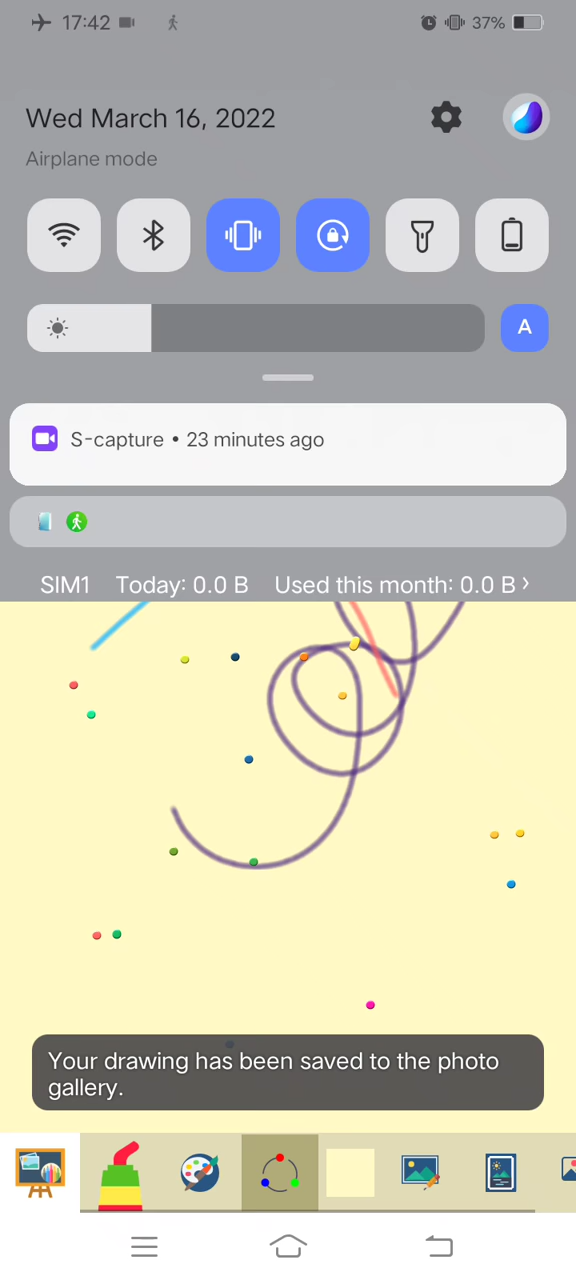 17:42
37%
Wed March 16, 2022
Airplane mode
A
S-capture • 23 minutes ago
SIM1 Today: 0.0 B Used this month: 0.0 B ›
Your drawing has been saved to the photo
gallery.